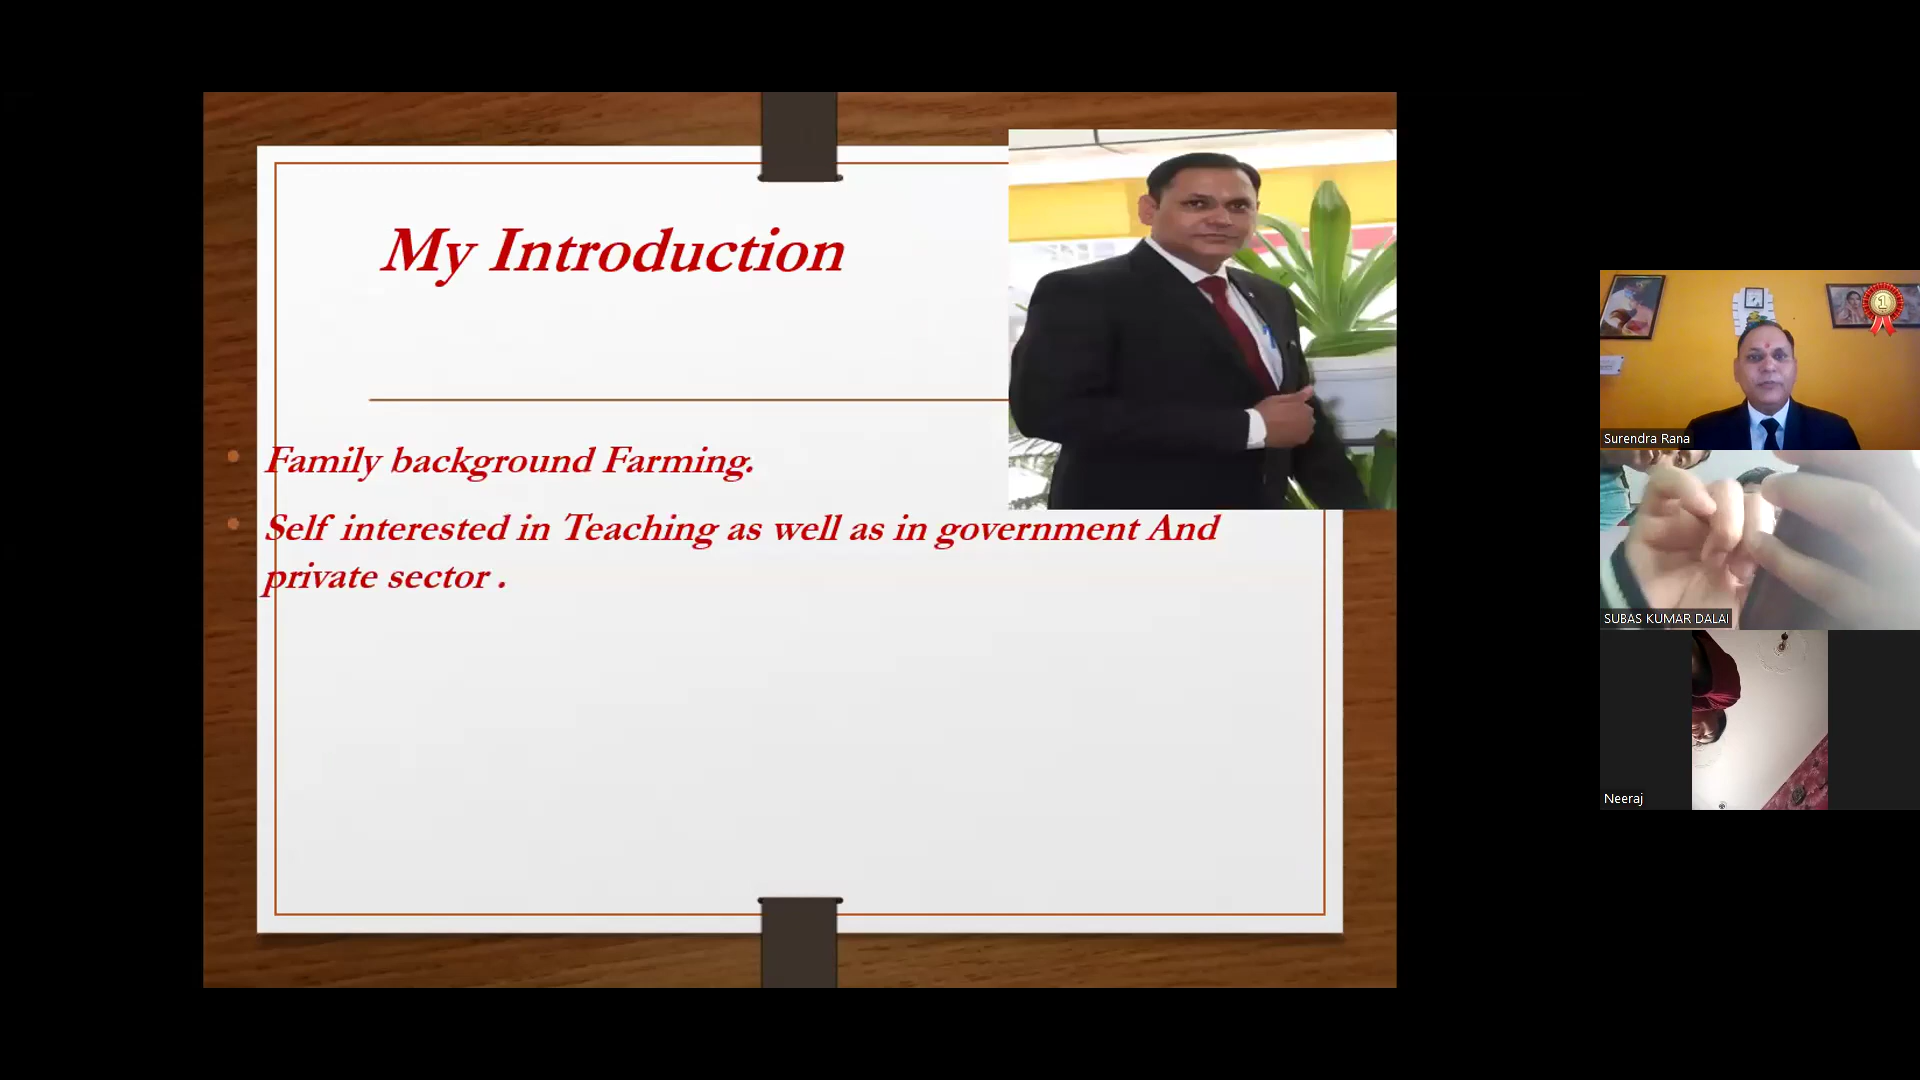 My Introduction
Family background Farming.
Self interested in Teaching as well as in government And
private sector .
1
Surendra Rana
SUBAS KUMAR DALAI
Neeraj